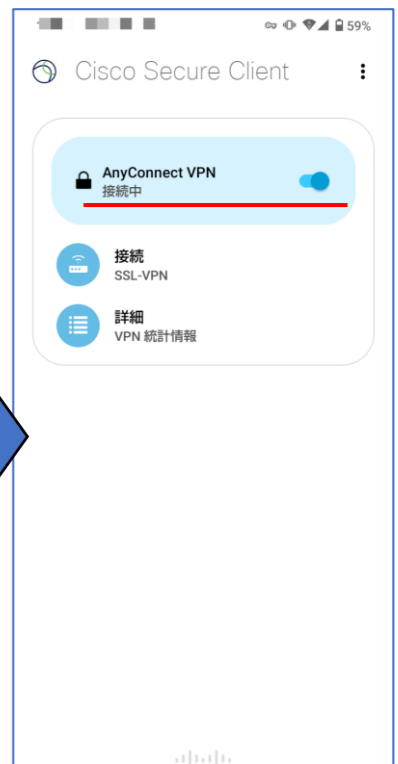 59%
Cisco Secure Client
AnyConnect VPN
接続中
接続
SSL-VPN
詳細
VPN 統計情報